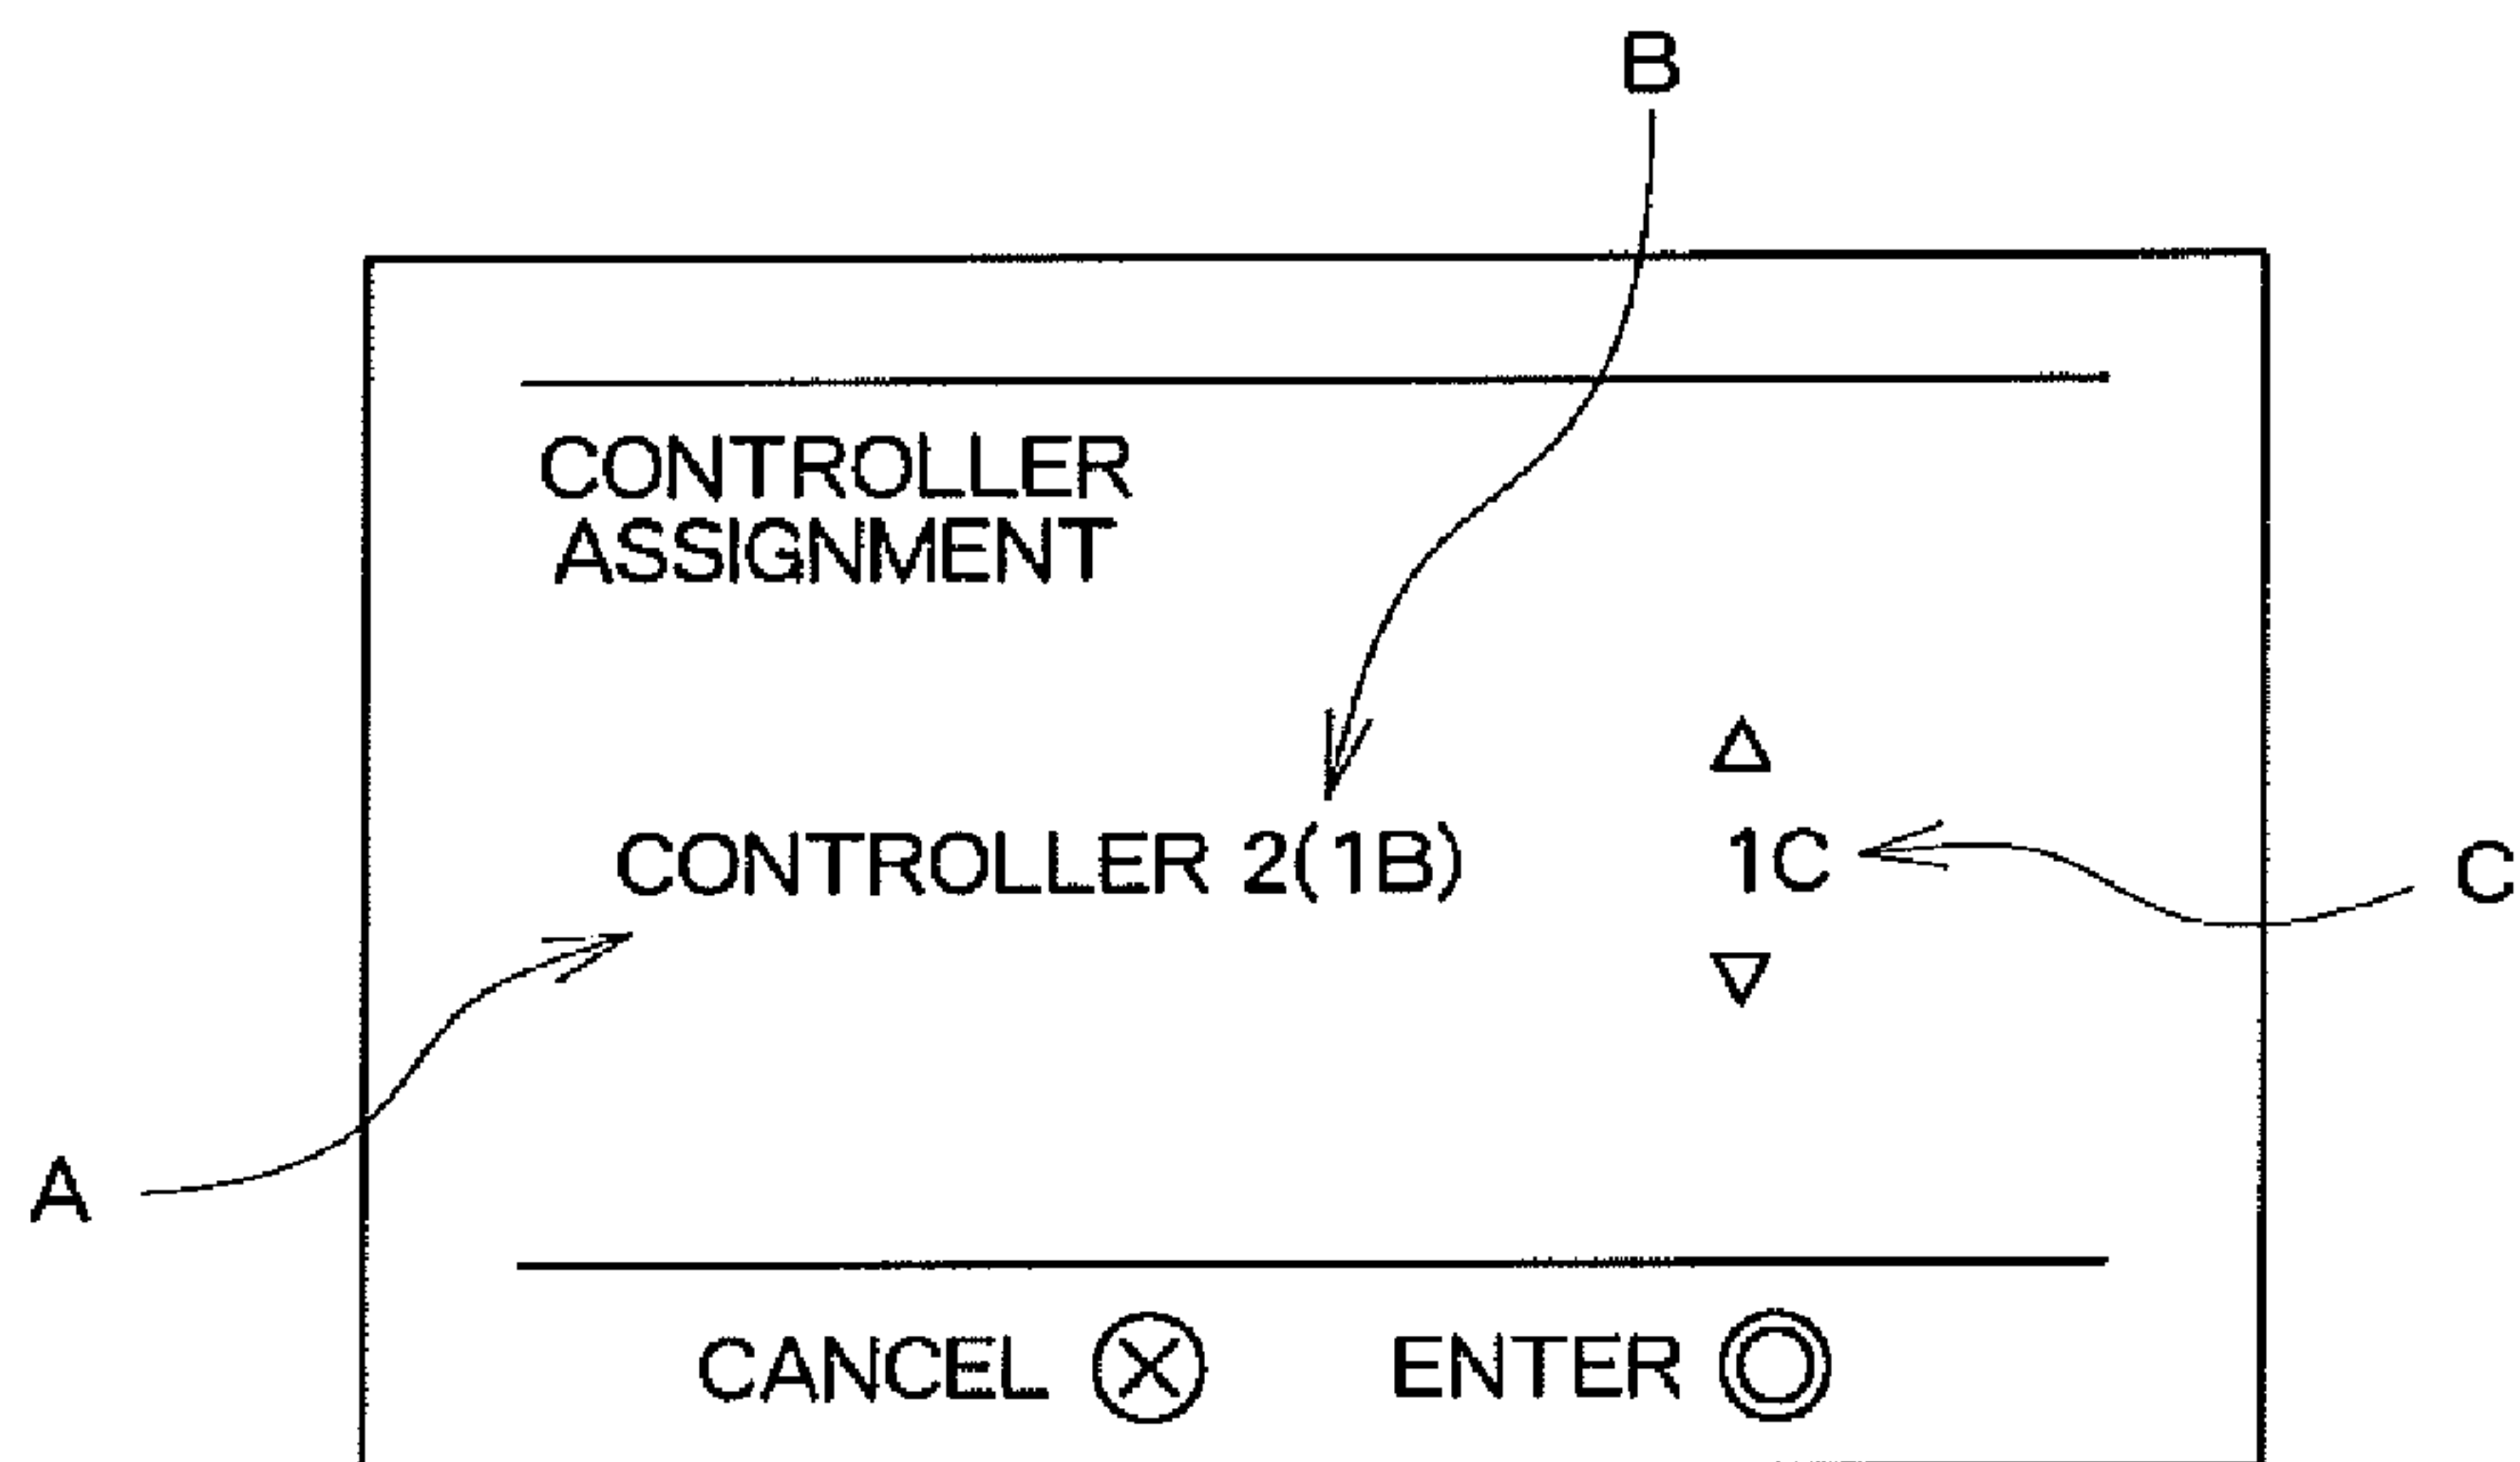 B
CONTROLLER
ASSIGNMENT
CONTROLLER 2(1B) 1C
C
A
CANCEL ENTER